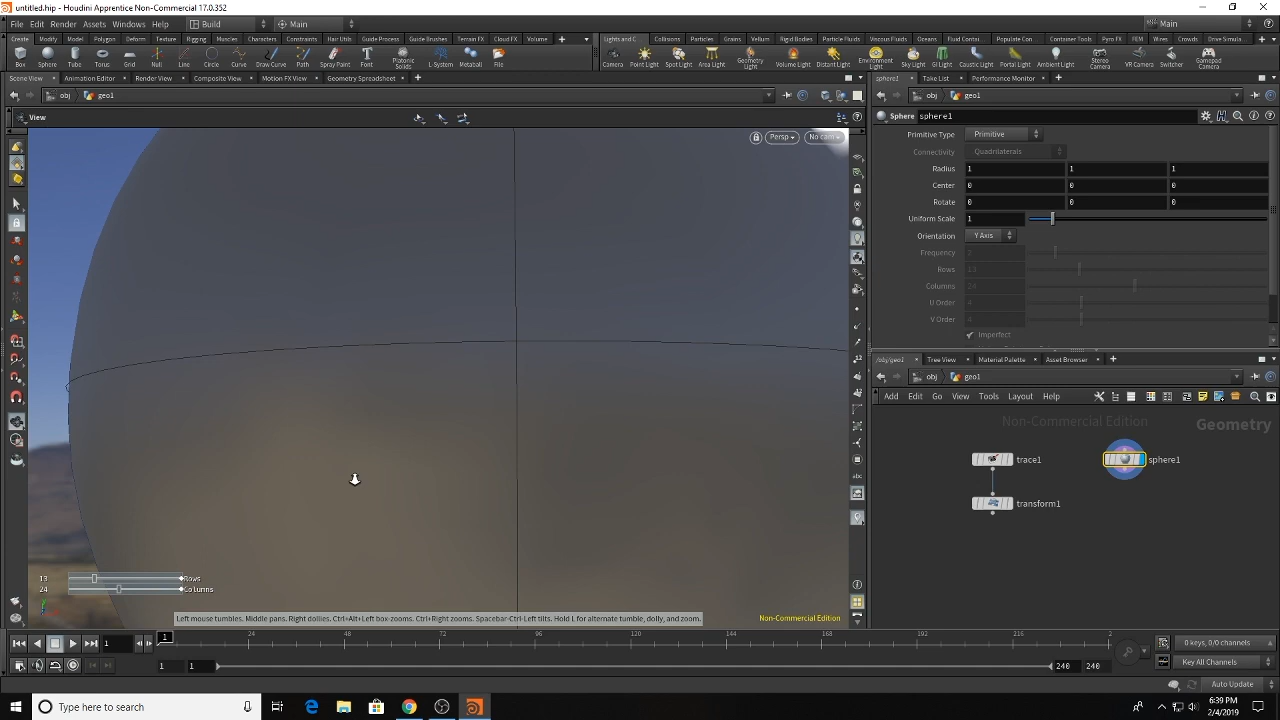 untitled.hip - Houdini Apprentice Non-Commercial 17.0.352
File Edit Render Assets Windows Help Build Main Main
Create Modify Model Polygon Deform Texture Rigging Muscles Characters Constraints Hair Utils Guide Process Guide Brushes Terrain FX Cloud FX Volume
Lights and C... Collisions Particles Grains Vellum Rigid Bodies Particle Fluids Viscous Fluids Oceans Fluid Contai... Populate Con... Container Tools Pyro FX FEM Wires Crowds Drive Simula...
Box Sphere Tube Torus Grid Null Line Circle Curve Draw Curve Path Spray Paint Font Platonic Solids L-System Metaball File
Camera Point Light Spot Light Area Light Geometry Light Volume Light Distant Light Environment Light Sky Light GI Light Caustic Light Portal Light Ambient Light Stereo Camera VR Camera Switcher Gamepad Camera
Scene View Animation Editor Render View Composite View Motion FX View Geometry Spreadsheet
sphere1 Take List Performance Monitor
obj geo1
obj geo1
View
Persp No cam
Sphere sphere1
Primitive Type Primitive
Connectivity Quadrilaterals
Radius 1 1 1
Center 0 0 0
Rotate 0 0 0
Uniform Scale 1
Orientation Y Axis
Frequency 2
Rows 13
Columns 24
U Order 4
V Order 4
Imperfect
/obj/geo1 Tree View Material Palette Asset Browser
obj geo1
Add Edit Go View Tools Layout Help
Non-Commercial Edition Geometry
trace1 sphere1
transform1
abc
13 Rows
24 Columns
Left mouse tumbles. Middle pans. Right dollies. Ctrl+Alt+Left box-zooms. Ctrl+Right zooms. Spacebar-Ctrl-Left tilts. Hold L for alternate tumble, dolly, and zoom.
Non-Commercial Edition
1 1 24 48 72 96 120 144 168 192 216 2
0 keys, 0/0 channels
1 1 240 240
Key All Channels
Auto Update
Type here to search
6:39 PM
2/4/2019